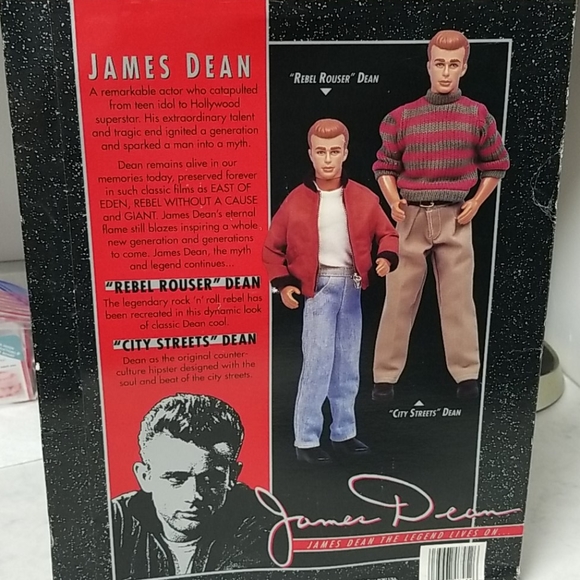 JAMES DEAN
A remarkable actor who catapulted
from teen idol to Hollywood
superstar. His extraordinary talent
and tragic end ignited a generation
and sparked a man into a myth.
Dean remains alive in our
memories today, preserved forever
in such classic films as EAST OF
EDEN, REBEL WITHOUT A CAUSE
and GIANT. James Dean's eternal
flame still blazes inspiring a whole
new generation and generations
to come. James Dean, the myth
and legend continues...
"REBEL ROUSER" DEAN
The legendary rock 'n' roll rebel has
been recreated in this dynamic look
of classic Dean cool.
"CITY STREETS" DEAN
Dean as the original counter-
culture hipster designed with the
soul and beat of the city streets.
"REBEL ROUSER" DEAN
"CITY STREETS" DEAN
James Dean
JAMES DEAN THE LEGEND LIVES ON...